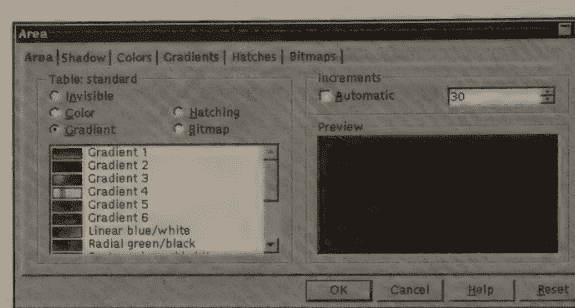 Area
Area Shadow Colors Gradients Hatches Bitmaps
Table: standard
Invisible
Color
Hatching
Gradient
Bitmap
Gradient 1
Gradient 2
Gradient 3
Gradient 4
Gradient 5
Gradient 6
Linear blue/white
Radial green/black
Increments
Automatic
30
Preview
OK Cancel Help Reset